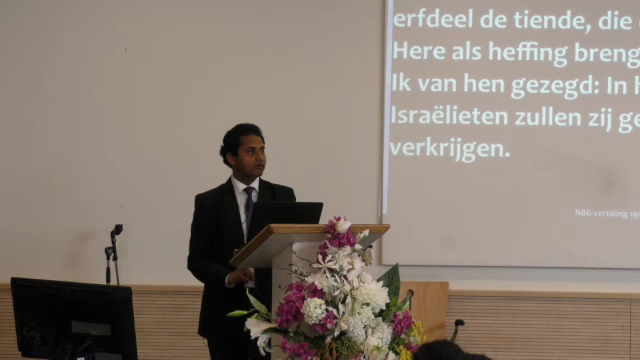 erfdeel de tiende, die
Here als heffing breng
Ik van hen gezegd: In
Israëlieten zullen zij ge
verkrijgen.
NBG-vertaling